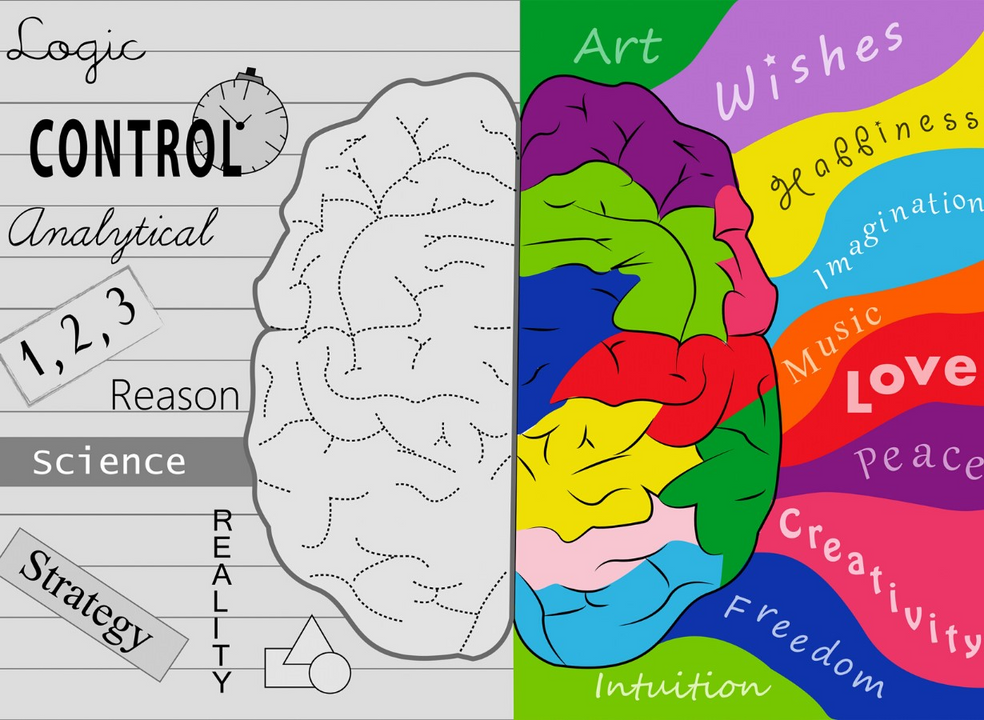 Logic
CONTROL
Analytical
1, 2, 3
Reason
Science
Strategy
REALITY
Art
Wishes
Happiness
Imagination
Music
Love
Peace
Creativity
Freedom
Intuition